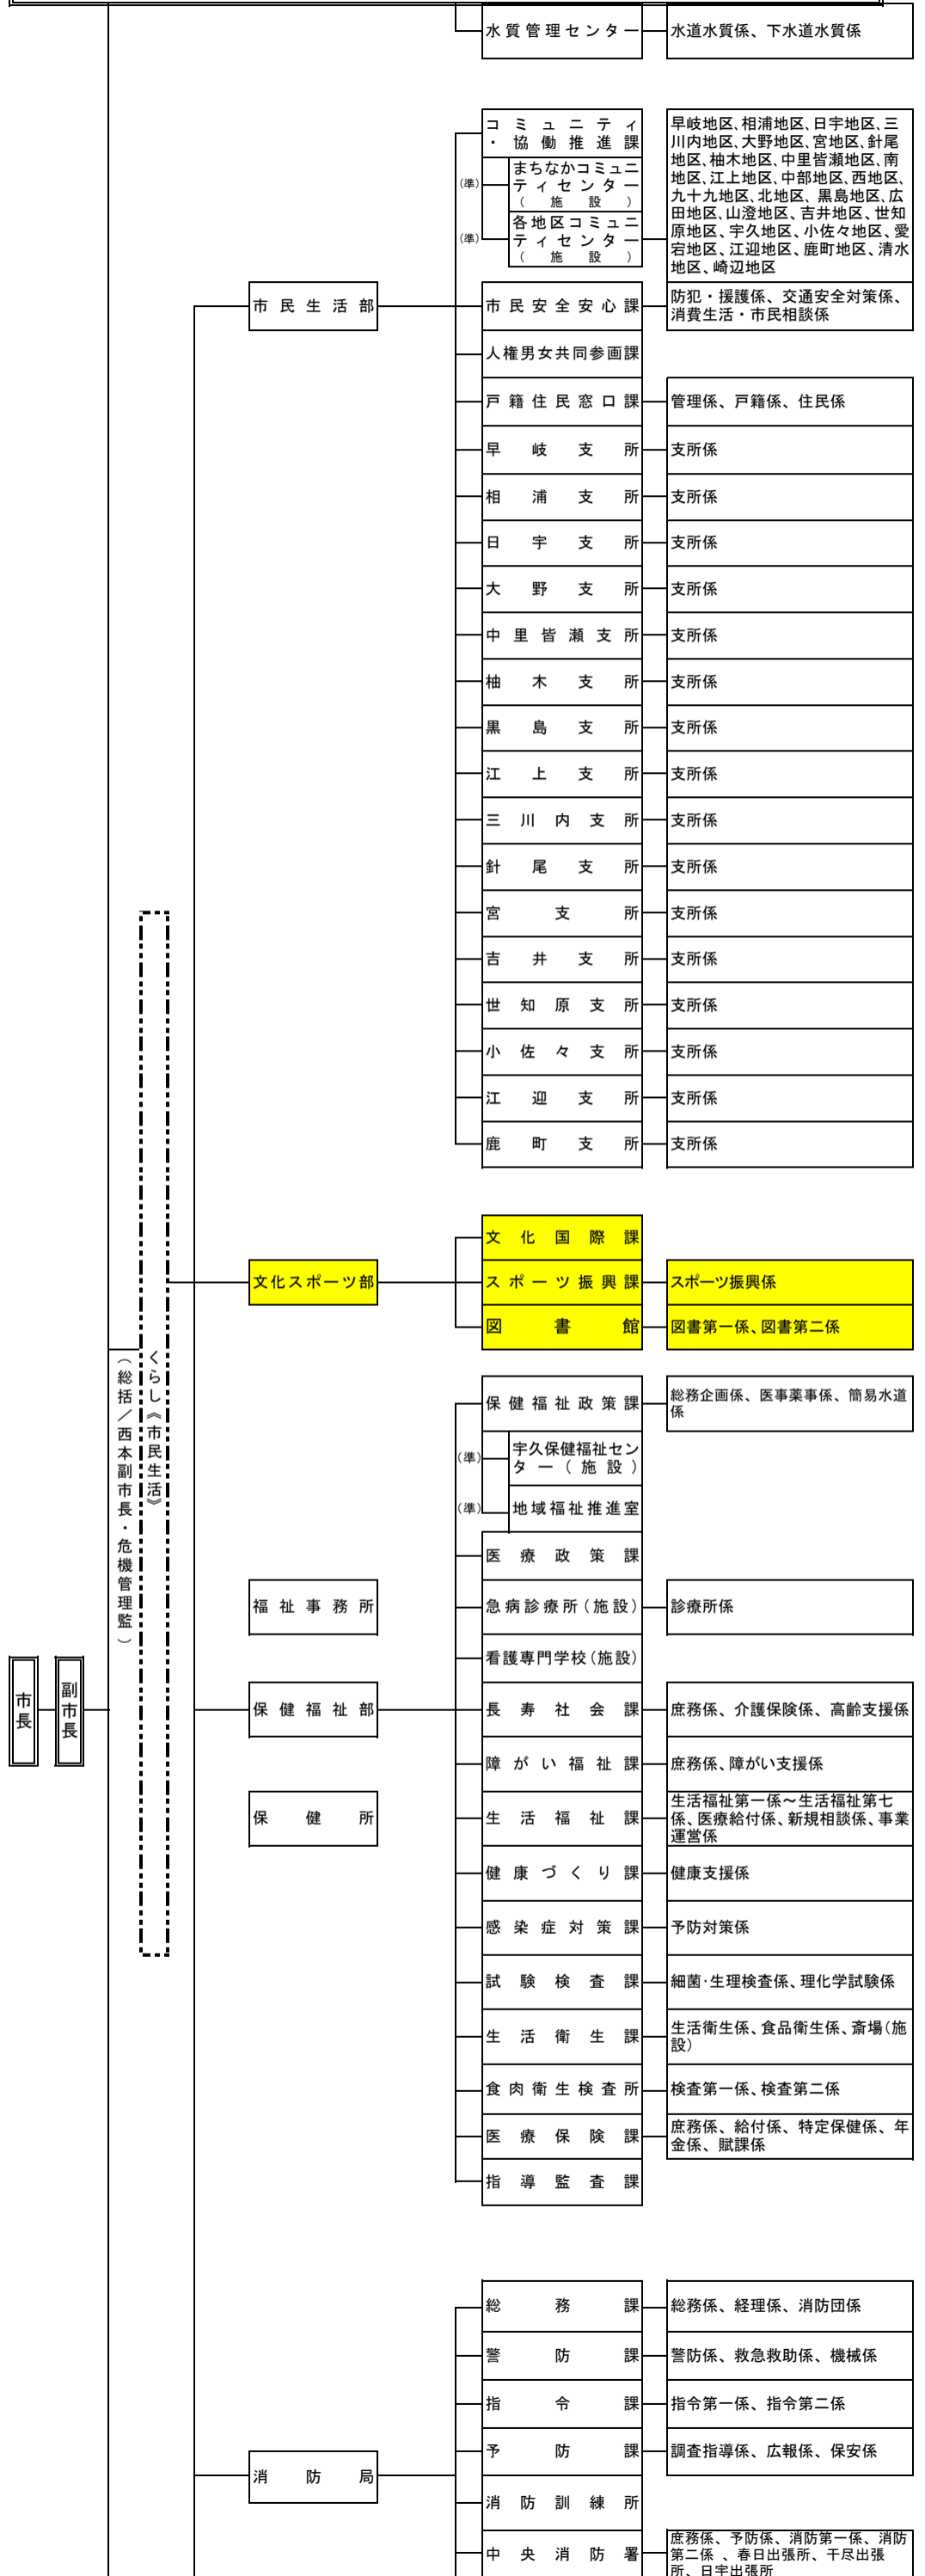 水質管理センター
水道水質係、下水道水質係
コミュニティ
・協働推進課
(準)
まちなかコミュニ
ティセンター
(施設)
(準)
各地区コミュニ
ティセンター
(施設)
早岐地区、相浦地区、日宇地区、三
川内地区、大野地区、宮地区、針尾
地区、柚木地区、中里皆瀬地区、南
地区、江上地区、中部地区、西地区、
九十九地区、北地区、黒島地区、広
田地区、山澄地区、吉井地区、世知
原地区、宇久地区、小佐々地区、愛
宕地区、江迎地区、鹿町地区、清水
地区、崎辺地区
市民生活部
市民安全安心課
防犯・援護係、交通安全対策係、
消費生活・市民相談係
人権男女共同参画課
戸籍住民窓口課
管理係、戸籍係、住民係
早岐支所
支所係
相浦支所
支所係
日宇支所
支所係
大野支所
支所係
中里皆瀬支所
支所係
柚木支所
支所係
黒島支所
支所係
江上支所
支所係
三川内支所
支所係
針尾支所
支所係
宮支所
支所係
吉井支所
支所係
世知原支所
支所係
小佐々支所
支所係
江迎支所
支所係
鹿町支所
支所係
文化国際課
文化スポーツ部
スポーツ振興課
スポーツ振興係
図書館
図書第一係、図書第二係
くらし《市民生活》
(総括/西本副市長・危機管理監)
市長
副市長
保健福祉政策課
総務企画係、医事薬事係、簡易水道
係
(準)
宇久保健福祉セン
ター(施設)
(準)
地域福祉推進室
医療政策課
福祉事務所
急病診療所(施設)
診療所係
看護専門学校(施設)
保健福祉部
長寿社会課
庶務係、介護保険係、高齢支援係
障がい福祉課
庶務係、障がい支援係
保健所
生活福祉課
生活福祉第一係~生活福祉第七
係、医療給付係、新規相談係、事業
運営係
健康づくり課
健康支援係
感染症対策課
予防対策係
試験検査課
細菌・生理検査係、理化学試験係
生活衛生課
生活衛生係、食品衛生係、斎場(施
設)
食肉衛生検査所
検査第一係、検査第二係
医療保険課
庶務係、給付係、特定保健係、年
金係、賦課係
指導監査課
総務課
総務係、経理係、消防団係
警防課
警防係、救急救助係、機械係
指令課
指令第一係、指令第二係
予防課
調査指導係、広報係、保安係
消防局
消防訓練所
中央消防署
庶務係、予防係、消防第一係、消防
第二係 、春日出張所、干尽出張
所、日宇出張所